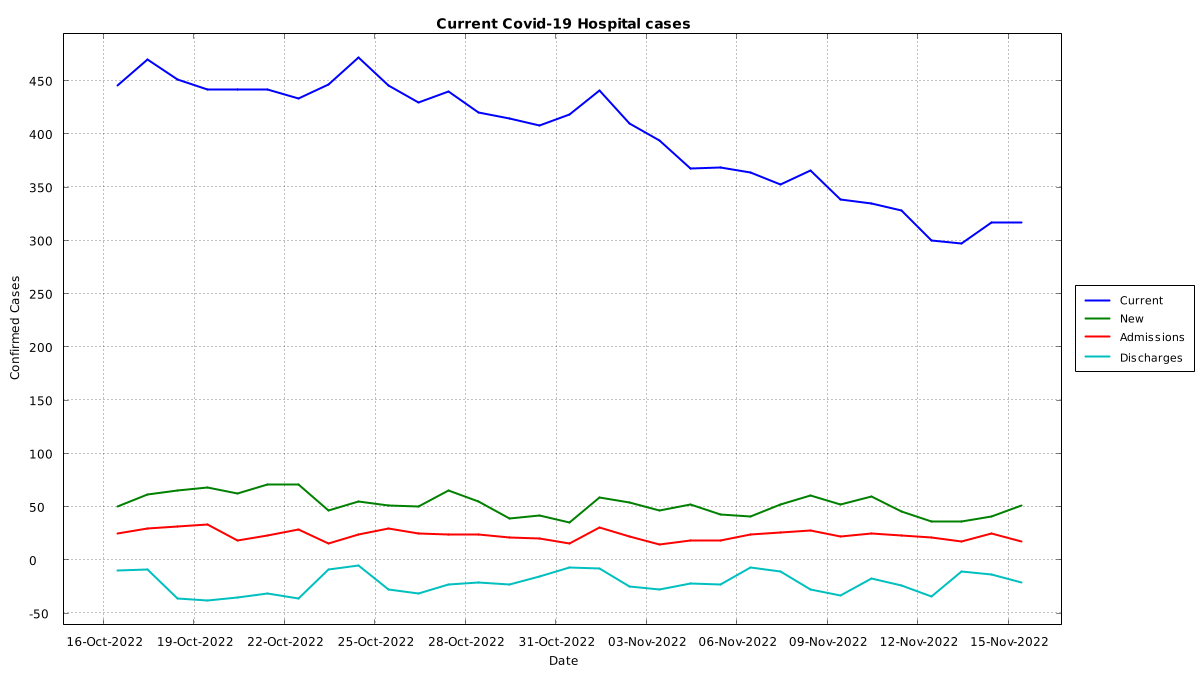 Current Covid-19 Hospital cases
450
400
350
300
250
200
150
100
50
0
-50
Confirmed Cases
16-Oct-2022 19-Oct-2022 22-Oct-2022 25-Oct-2022 28-Oct-2022 31-Oct-2022 03-Nov-2022 06-Nov-2022 09-Nov-2022 12-Nov-2022 15-Nov-2022
Date
Current
New
Admissions
Discharges